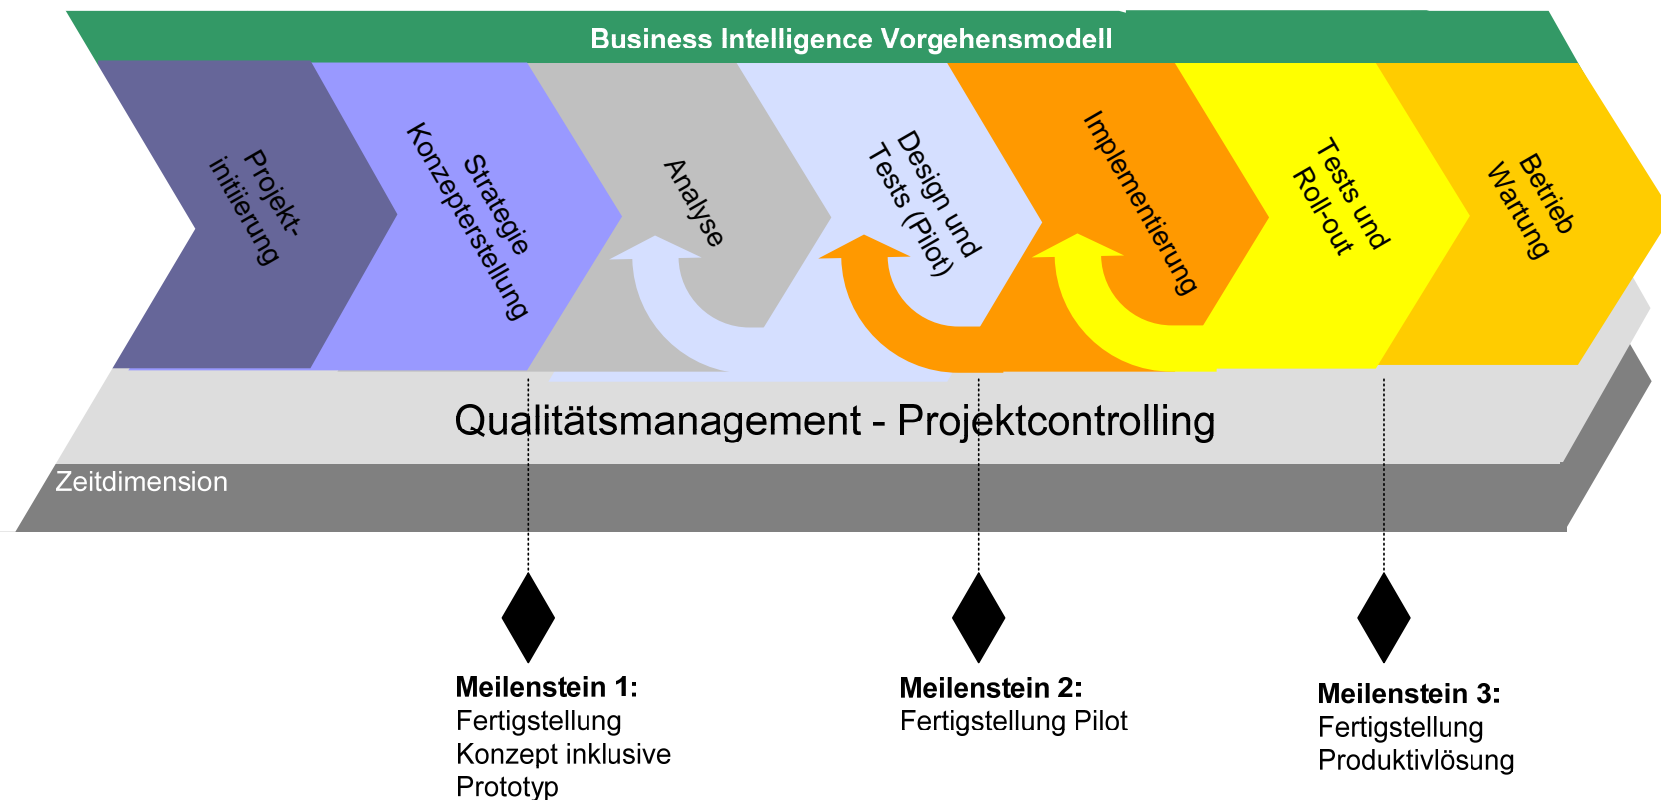 Business Intelligence Vorgehensmodell
Projekt-
initiierung
Strategie
Konzepterstellung
Analyse
Design und
Tests (Pilot)
Implementierung
Tests und
Roll-out
Betrieb
Wartung
Qualitätsmanagement - Projektcontrolling
Zeitdimension
Meilenstein 1:
Fertigstellung
Konzept inklusive
Prototyp
Meilenstein 2:
Fertigstellung Pilot
Meilenstein 3:
Fertigstellung
Produktivlösung